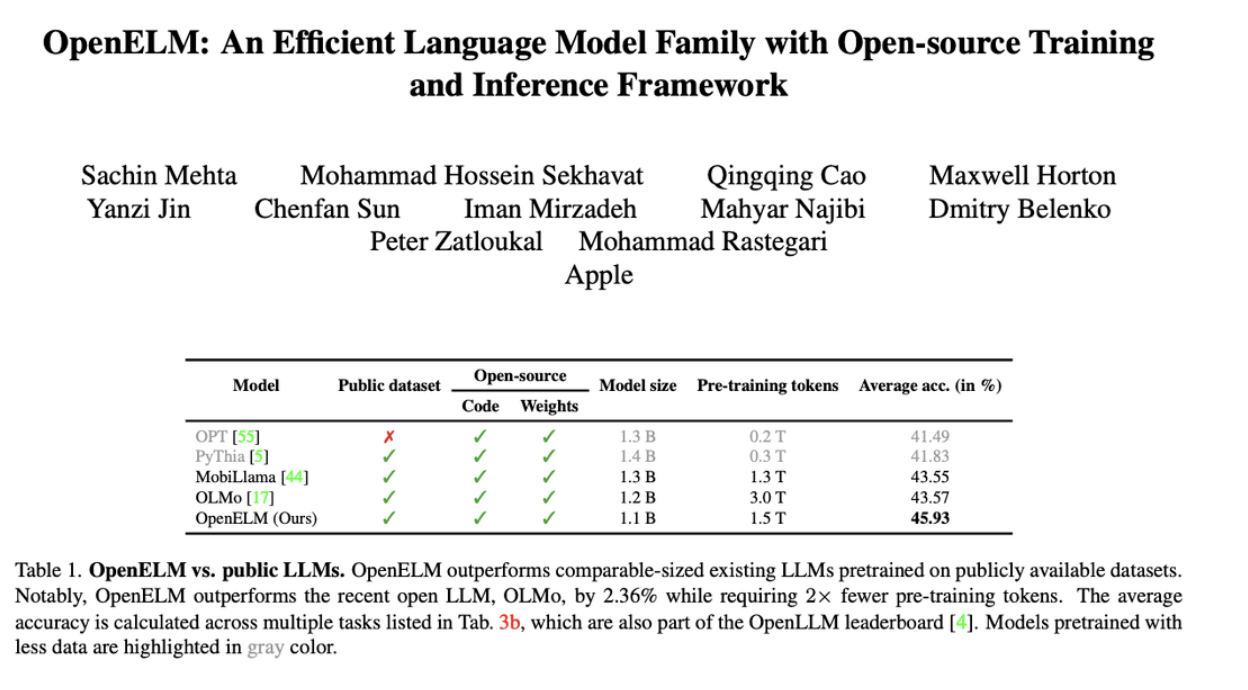 OpenELM: An Efficient Language Model Family with Open-source Training
and Inference Framework
Sachin Mehta Mohammad Hossein Sekhavat Qingqing Cao Maxwell Horton
Yanzi Jin Chenfan Sun Iman Mirzadeh Mahyar Najibi Dmitry Belenko
Peter Zatloukal Mohammad Rastegari
Apple
Model Public dataset Open-source Model size Pre-training tokens Average acc. (in %)
Code Weights
OPT [55] ✗ ✓ ✓ 1.3 B 0.2 T 41.49
PyThia [5] ✓ ✓ ✓ 1.4 B 0.3 T 41.83
MobiLlama [44] ✓ ✓ ✓ 1.3 B 1.3 T 43.55
OLMo [17] ✓ ✓ ✓ 1.2 B 3.0 T 43.57
OpenELM (Ours) ✓ ✓ ✓ 1.1 B 1.5 T 45.93
Table 1. OpenELM vs. public LLMs. OpenELM outperforms comparable-sized existing LLMs pretrained on publicly available datasets.
Notably, OpenELM outperforms the recent open LLM, OLMo, by 2.36% while requiring 2× fewer pre-training tokens. The average
accuracy is calculated across multiple tasks listed in Tab. 3b, which are also part of the OpenLLM leaderboard [4]. Models pretrained with
less data are highlighted in gray color.